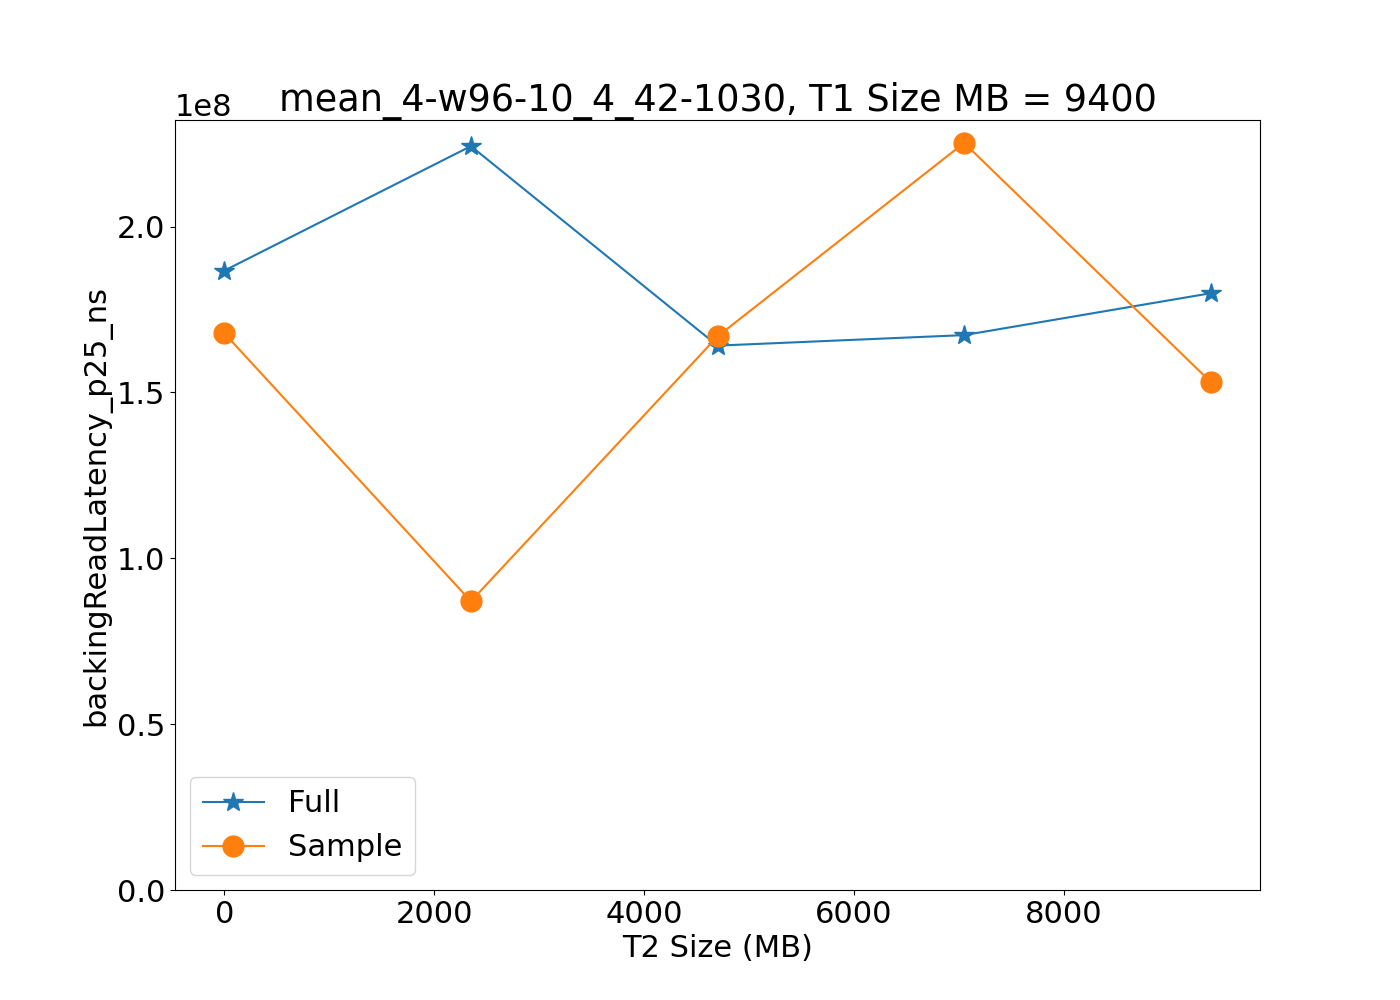 1e8
mean_4-w96-10_4_42-1030, T1 Size MB = 9400
backingReadLatency_p25_ns
2.0
1.5
1.0
0.5
0.0
Full
Sample
0 2000 4000 6000 8000
T2 Size (MB)